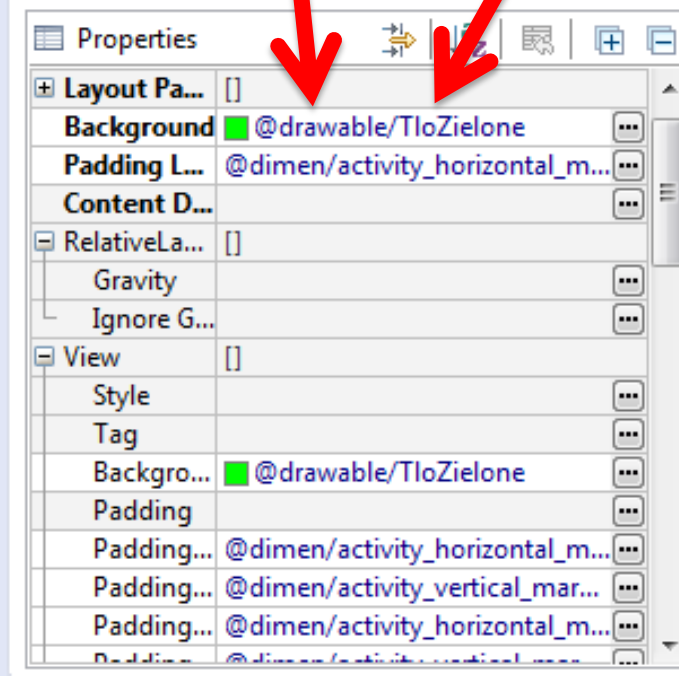 Properties
Layout Pa... []
Background @drawable/TloZielone
Padding L... @dimen/activity_horizontal_m...
Content D...
RelativeLa... []
Gravity
Ignore G...
View []
Style
Tag
Backgro... @drawable/TloZielone
Padding
Padding... @dimen/activity_horizontal_m...
Padding... @dimen/activity_vertical_mar...
Padding... @dimen/activity_horizontal_m...